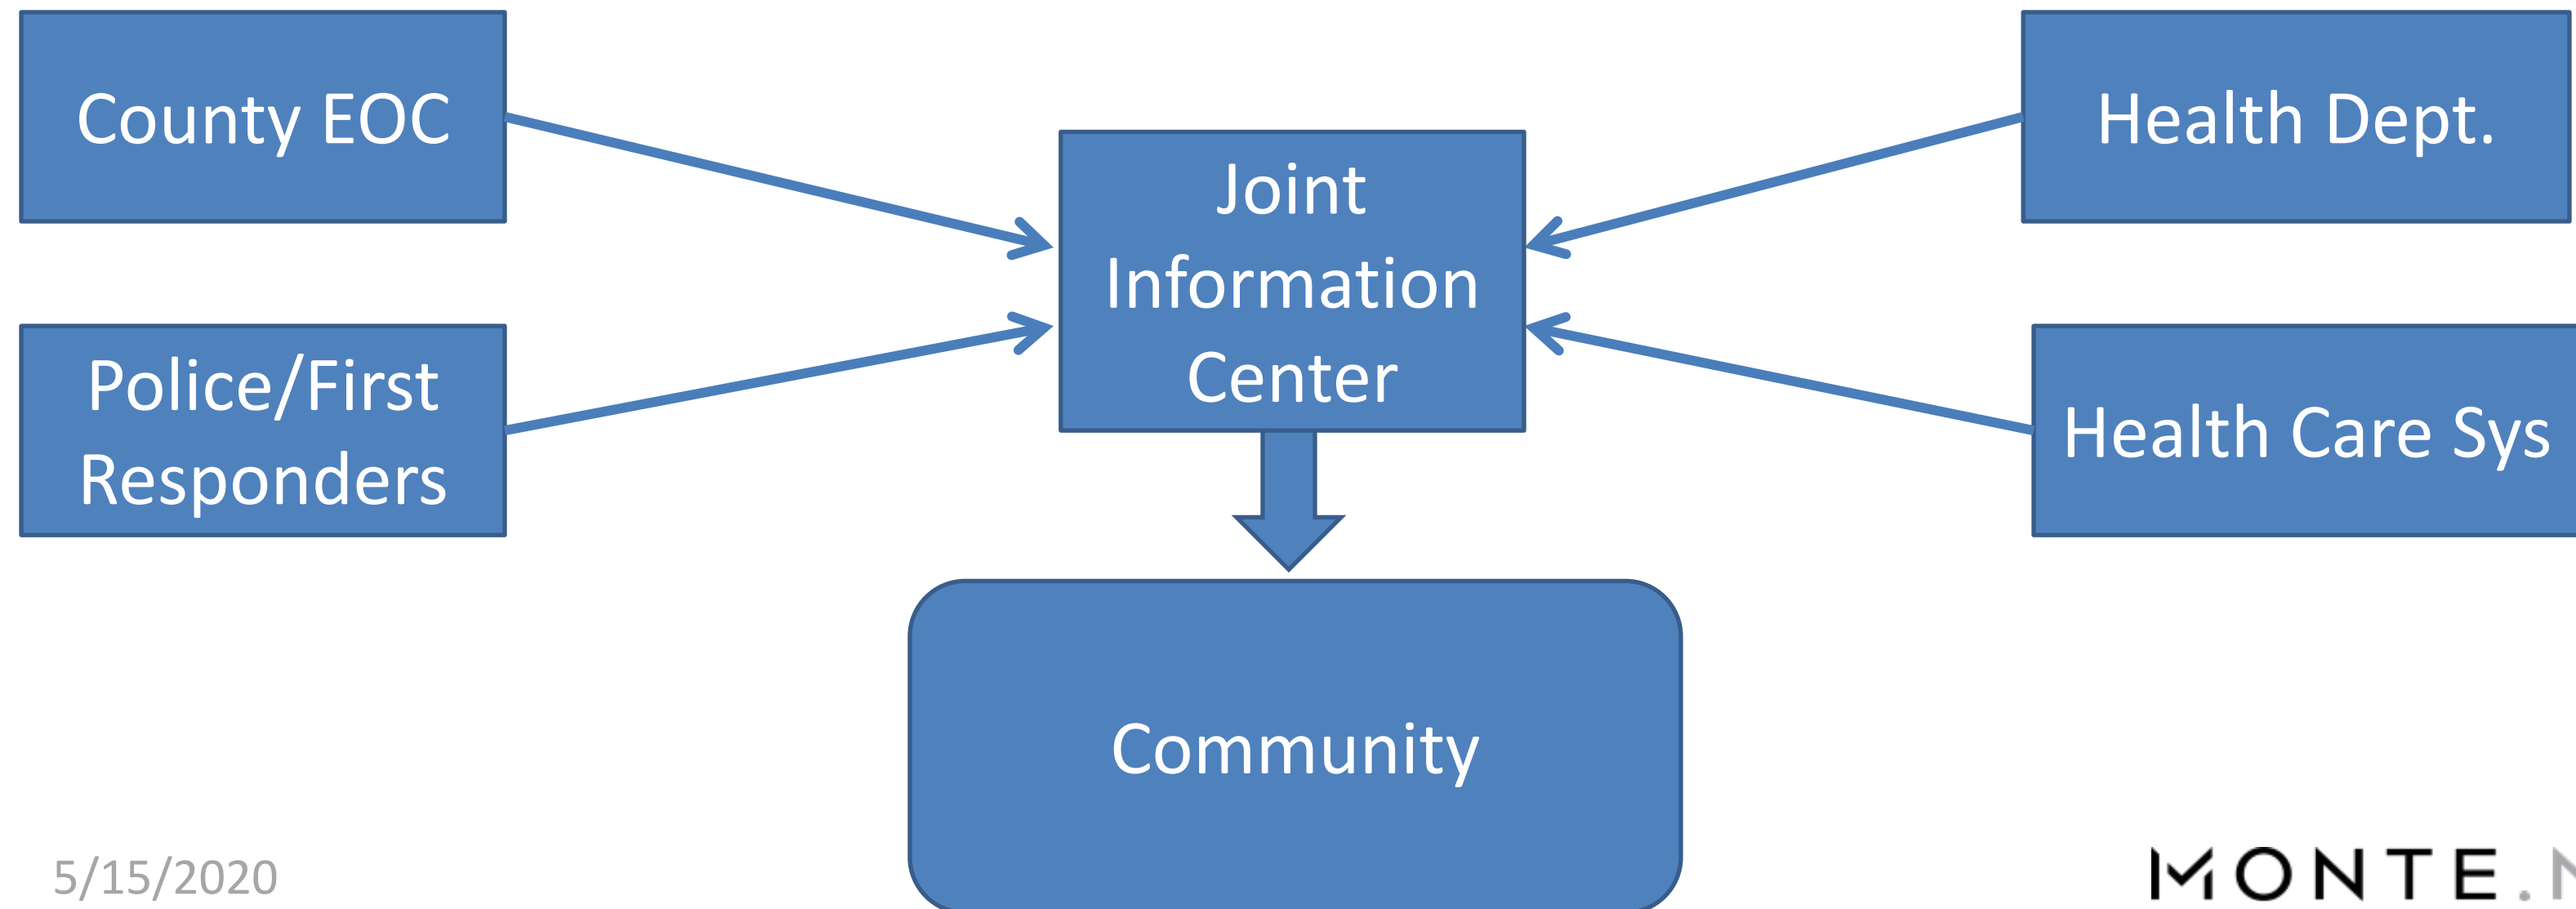 County EOC
Health Dept.
Joint
Information
Center
Police/First
Responders
Health Care Sys
Community
5/15/2020
MONTE.